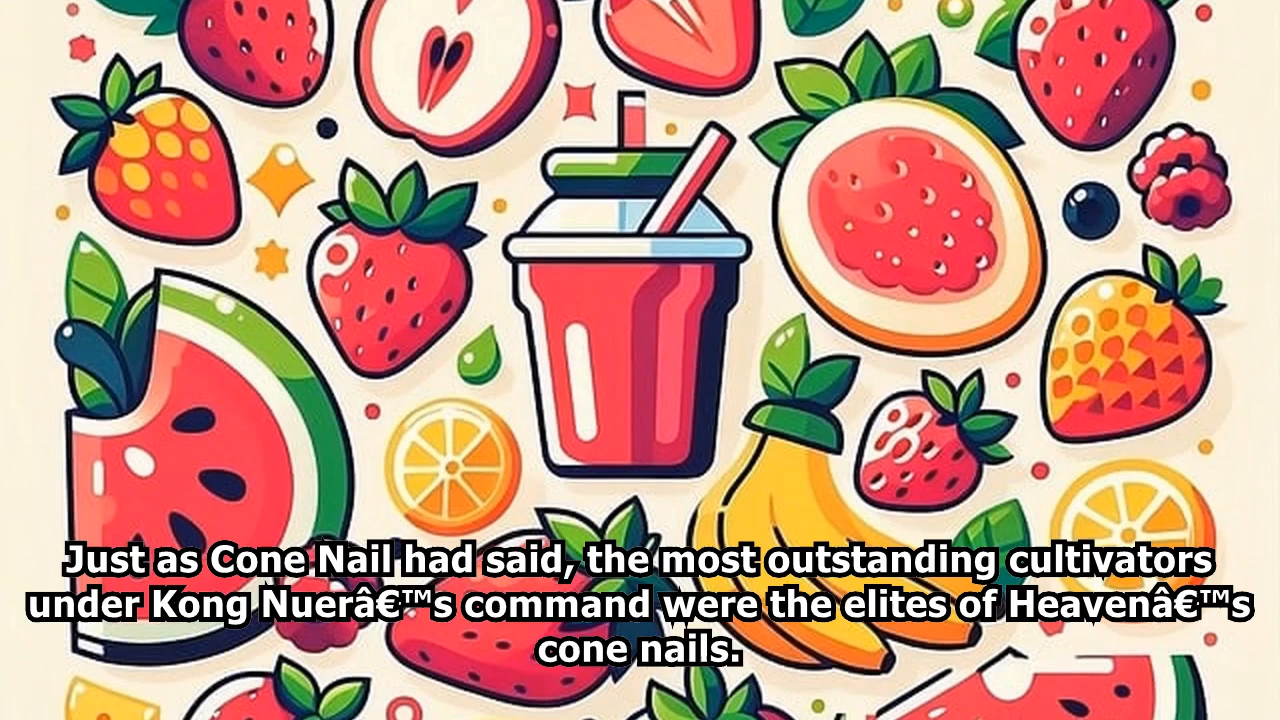 Just as Cone Nail had said, the most outstanding cultivators
under Kong Nuerâ€™s command were the elites of Heavenâ€™s
cone nails.